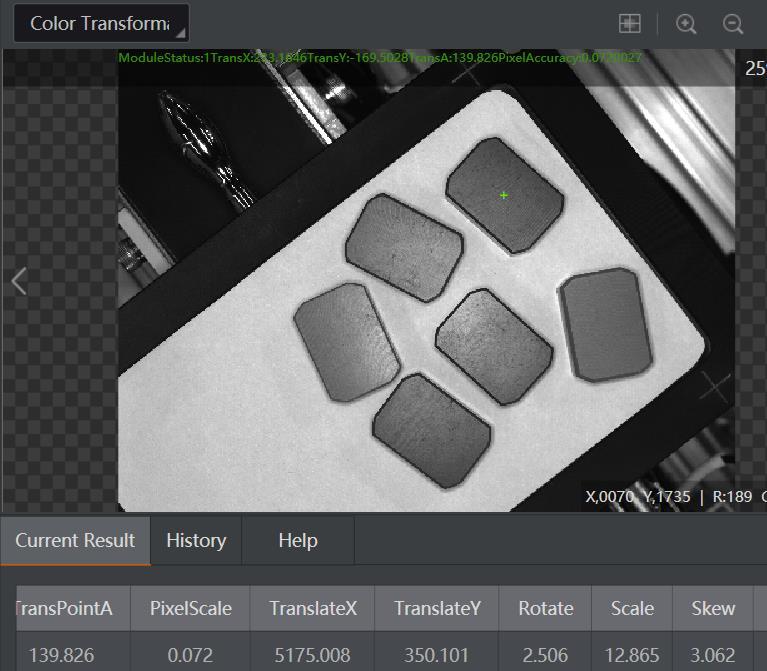 Color Transforma
ModuleStatus:1TransX:233.1646TransY:-169.5028TransA:139.826PixelAccuracy:0.0720027
25
X,0070 Y,1735 | R:189
Current Result History Help
TransPointA PixelScale TranslateX TranslateY Rotate Scale Skew
139.826 0.072 5175.008 350.101 2.506 12.865 3.062